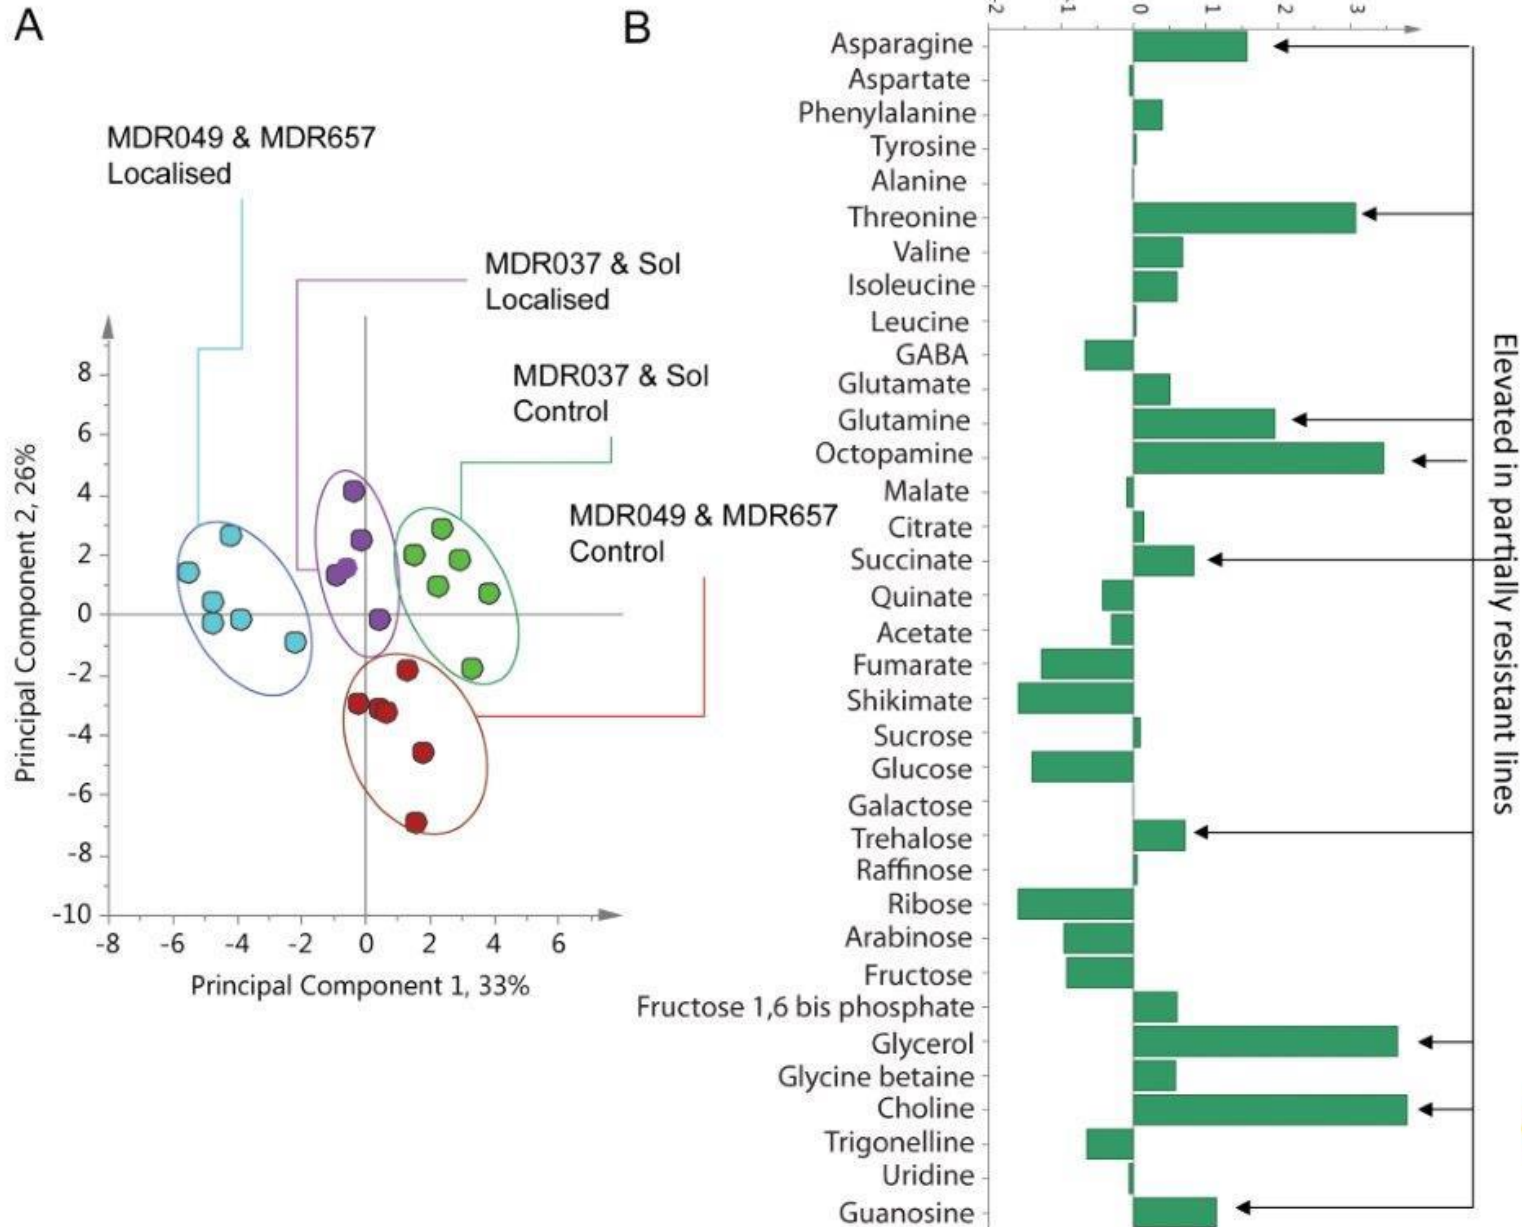 A
MDR049 & MDR657
Localised
MDR037 & Sol
Localised
MDR037 & Sol
Control
MDR049 & MDR657
Control
Principal Component 2, 26%
8
6
4
2
0
-2
-4
-6
-8
-10
-8 -6 -4 -2 0 2 4 6
Principal Component 1, 33%
B
-2 -1 0 1 2 3
Asparagine
Aspartate
Phenylalanine
Tyrosine
Alanine
Threonine
Valine
Isoleucine
Leucine
GABA
Glutamate
Glutamine
Octopamine
Malate
Citrate
Succinate
Quinate
Acetate
Fumarate
Shikimate
Sucrose
Glucose
Galactose
Trehalose
Raffinose
Ribose
Arabinose
Fructose
Fructose 1,6 bis phosphate
Glycerol
Glycine betaine
Choline
Trigonelline
Uridine
Guanosine
Elevated in partially resistant lines